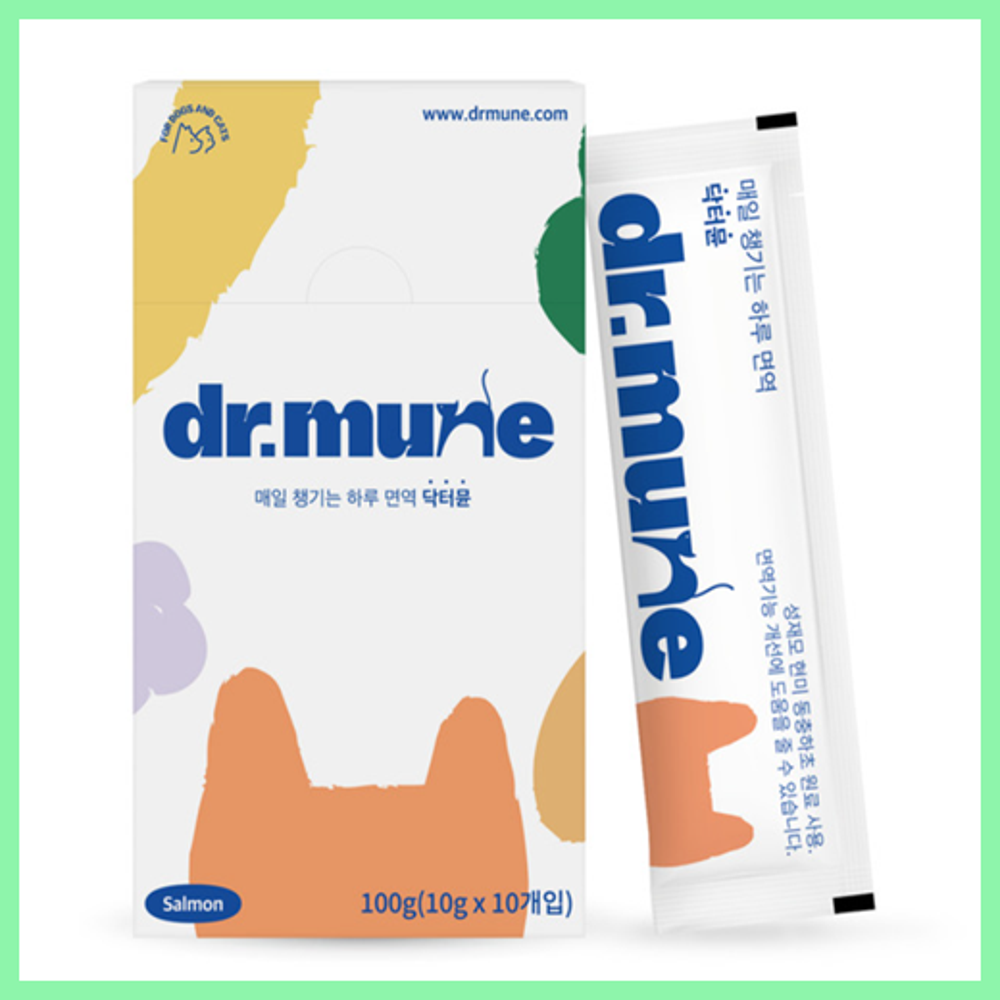 FOR DOGS AND CATS
www.drmune.com
dr.mune
매일 챙기는 하루 면역 닥터뮨
Salmon
100g(10g x 10개입)
매일 챙기는 하루 면역
닥터뮨
dr.mune
성재모 현미 동충하초 원료 사용.
면역기능 개선에 도움을 줄 수 있습니다.